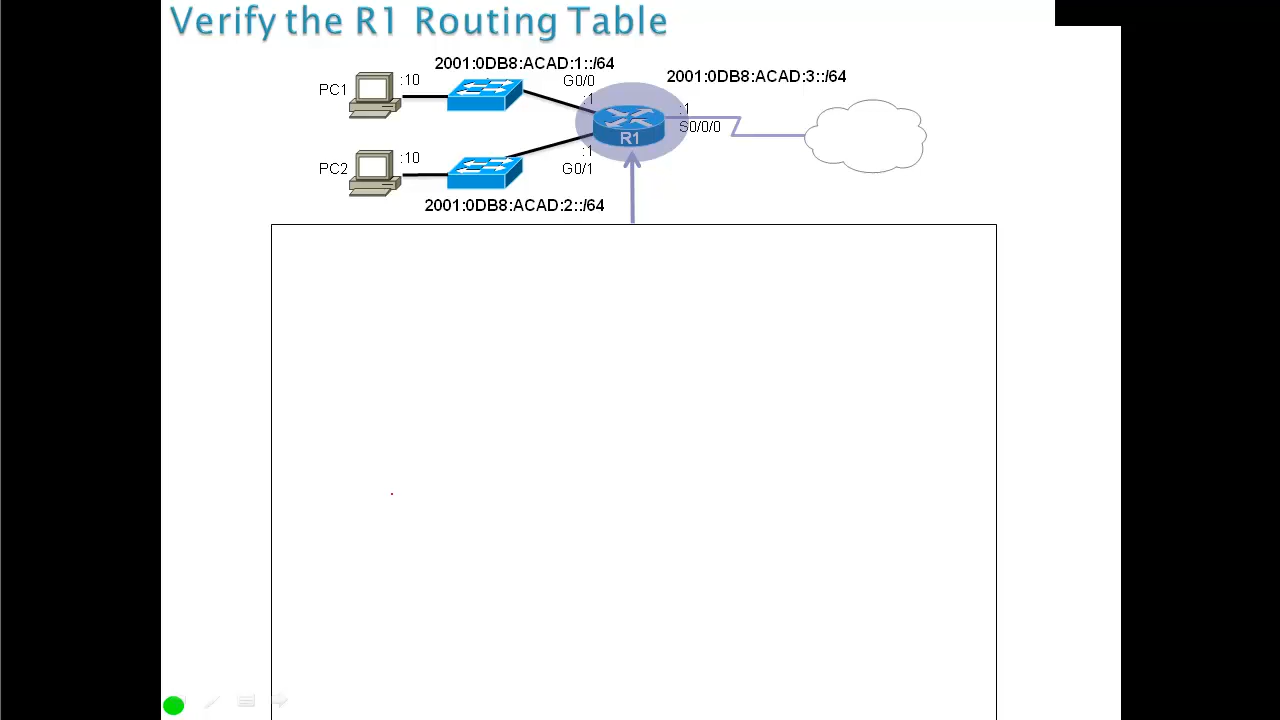 Verify the R1 Routing Table
2001:0DB8:ACAD:1::/64
2001:0DB8:ACAD:3::/64
PC1
:10
G0/0
:1
:1
S0/0/0
R1
PC2
:10
:1
G0/1
2001:0DB8:ACAD:2::/64